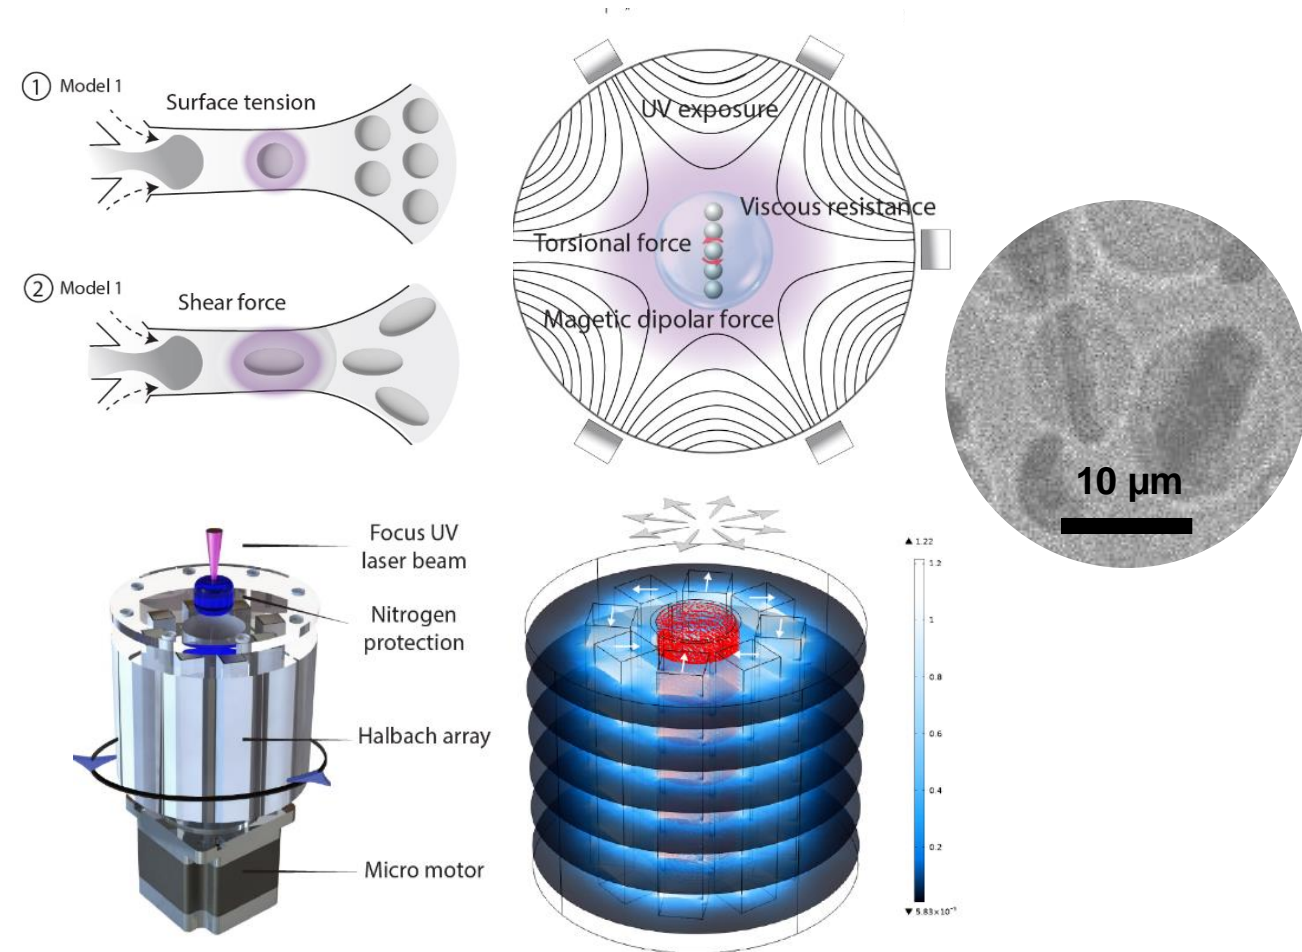 ① Model 1
Surface tension
② Model 1
Shear force
UV exposure
Viscous resistance
Torsional force
Magetic dipolar force
10 µm
Focus UV
laser beam
Nitrogen
protection
Halbach array
Micro motor
▲ 1.22
1.2
1
0.8
0.6
0.4
0.2